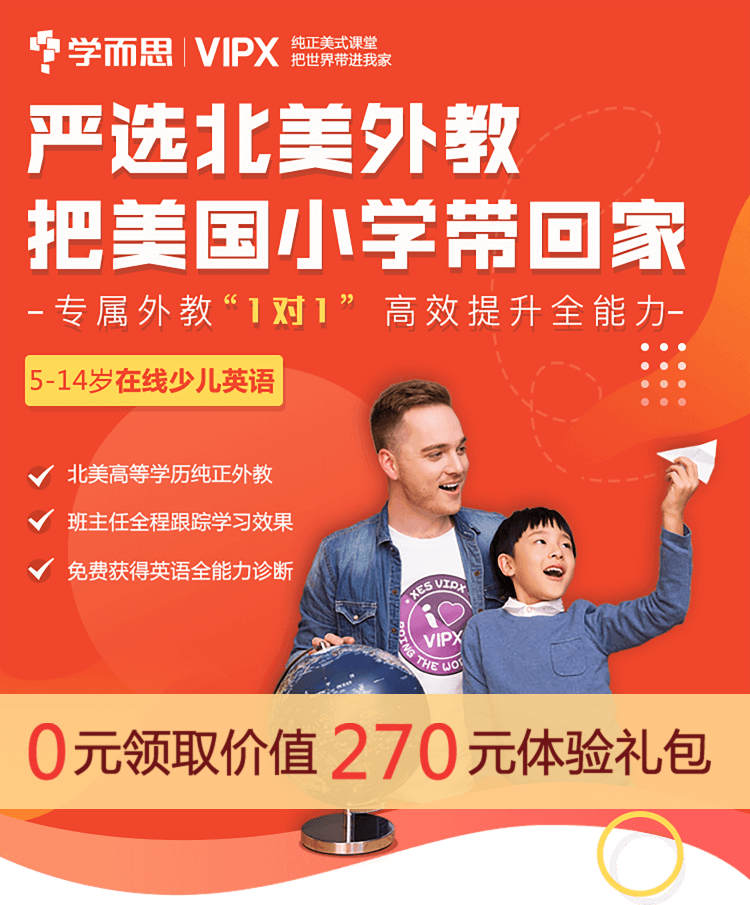 学而思 VIPX 纯正美式课堂
把世界带进我家
严选北美外教
把美国小学带回家
–专属外教“1对1” 高效提升全能力–
5-14岁在线少儿英语
北美高等学历纯正外教
班主任全程跟踪学习效果
免费获得英语全能力诊断
XES VIPX
i
VIPX
THE WO
0元领取价值270元体验礼包